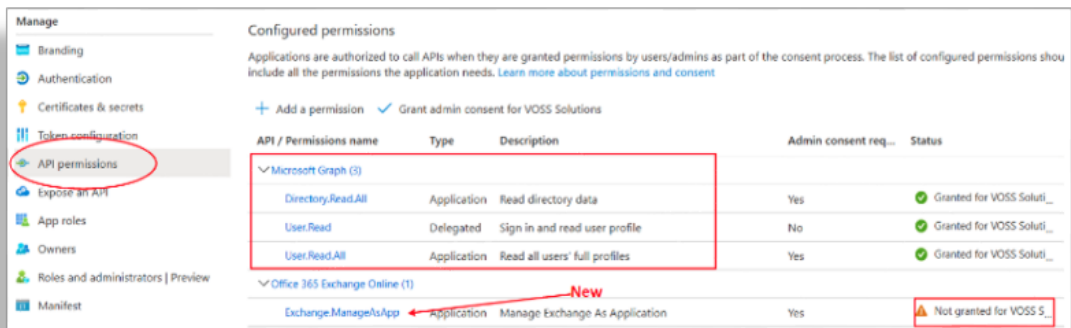 Manage
Branding
Authentication
Certificates & secrets
Token configuration
API permissions
Expose an API
App roles
Owners
Roles and administrators | Preview
Manifest
Configured permissions
Applications are authorized to call APIs when they are granted permissions by users/admins as part of the consent process. The list of configured permissions shou
include all the permissions the application needs. Learn more about permissions and consent
Add a permission Grant admin consent for VOSS Solutions
API / Permissions name Type Description Admin consent req... Status
Microsoft Graph (3)
Directory.Read.All Application Read directory data Yes Granted for VOSS Soluti...
User.Read Delegated Sign in and read user profile No Granted for VOSS Soluti...
User.Read.All Application Read all users' full profiles Yes Granted for VOSS Soluti...
Office 365 Exchange Online (1)
New
Exchange.ManageAsApp Application Manage Exchange As Application Yes Not granted for VOSS S...